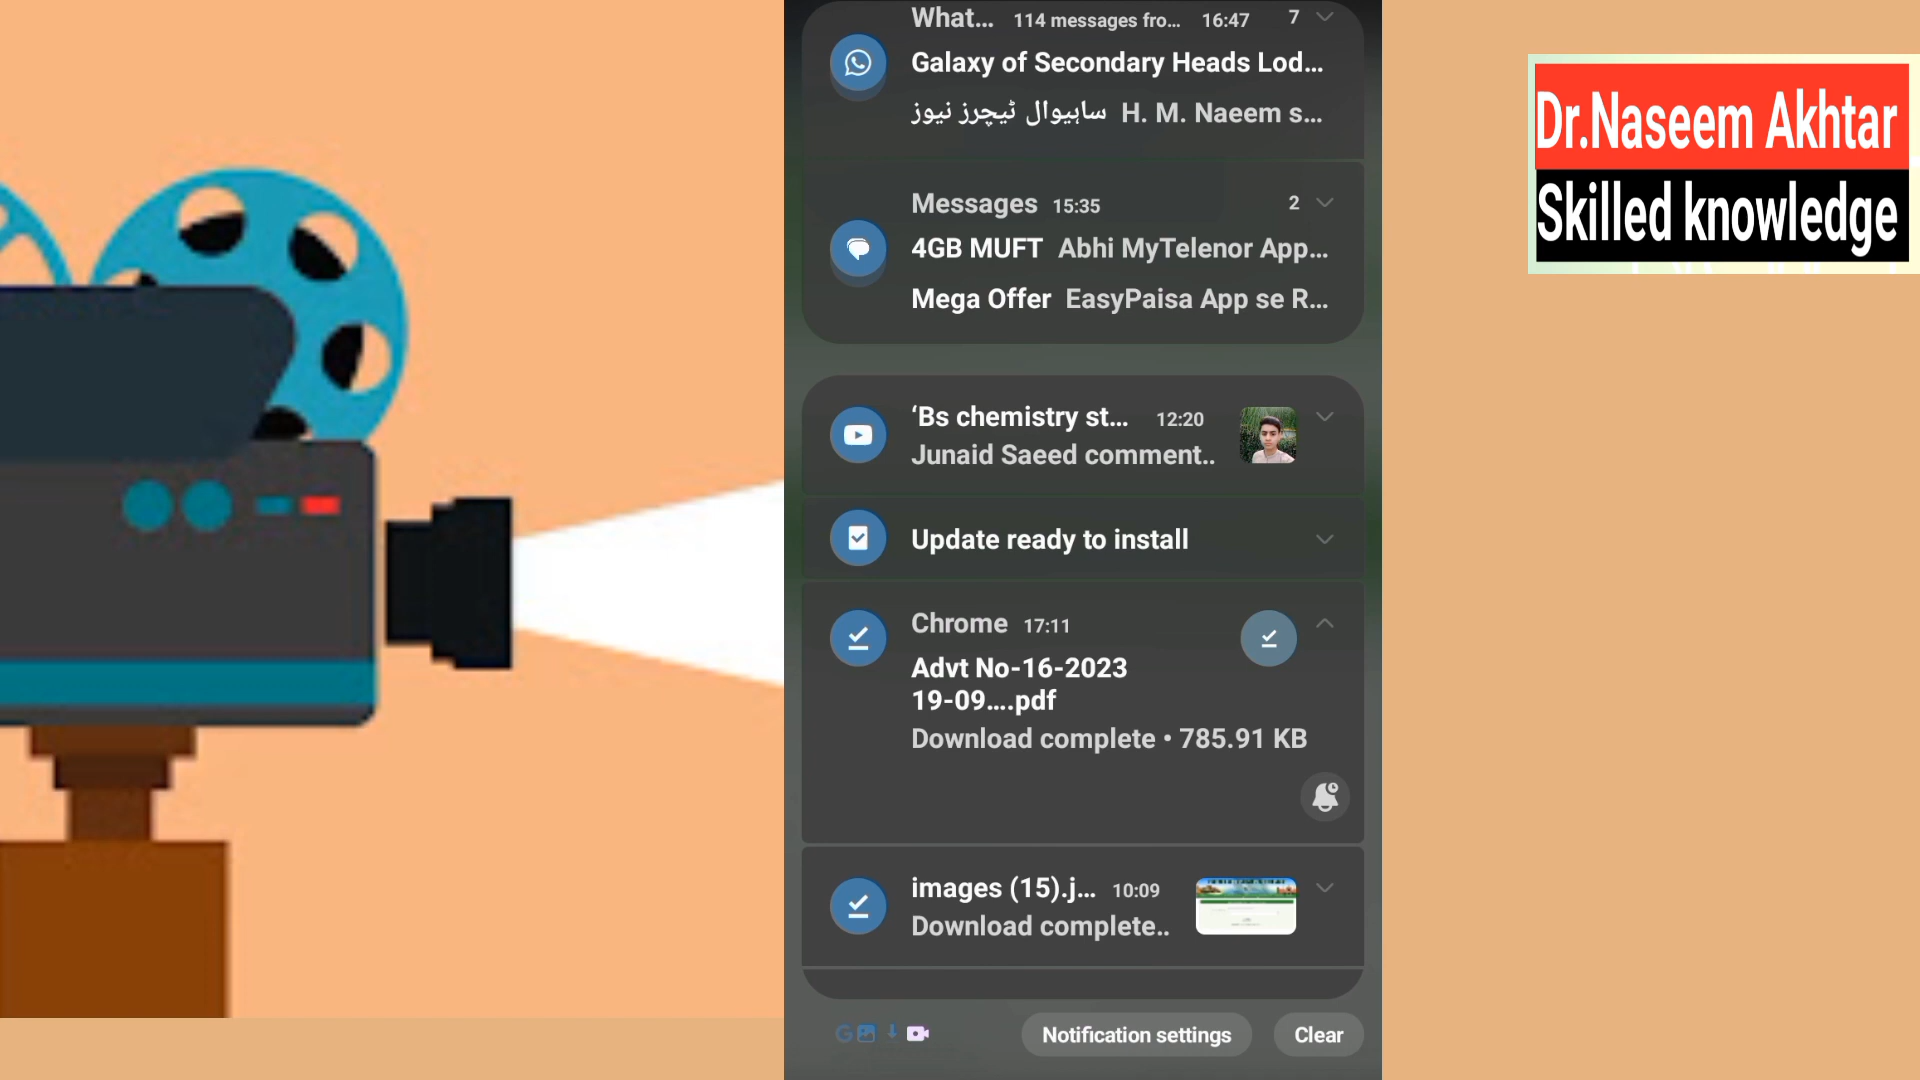 What... 114 messages fro... 16:47 7
Galaxy of Secondary Heads Lod...
ساہیوال ٹیچرز نیوز H. M. Naeem s...
Messages 15:35 2
4GB MUFT Abhi MyTelenor App...
Mega Offer EasyPaisa App se R...
‘Bs chemistry st... 12:20
Junaid Saeed comment..
Update ready to install
Chrome 17:11
Advt No-16-2023
19-09....pdf
Download complete • 785.91 KB
images (15).j... 10:09
Download complete..
Notification settings Clear
Dr.Naseem Akhtar
Skilled knowledge